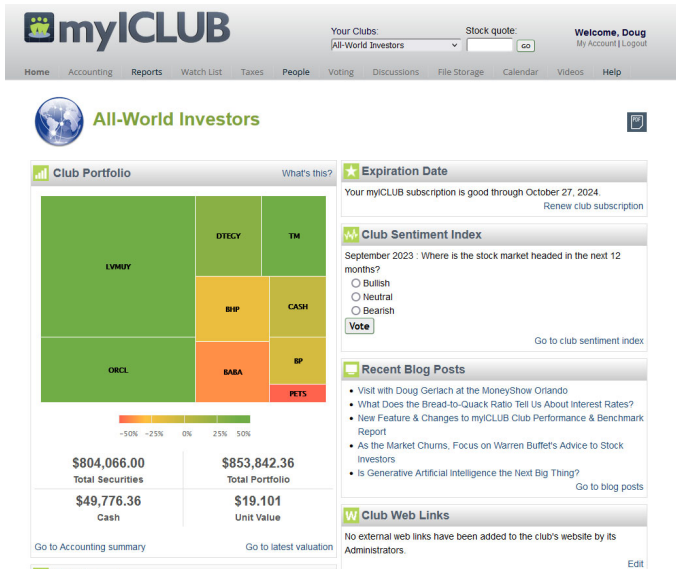 myICLUB
Your Clubs:
All-World Investors
Stock quote:
GO
Welcome, Doug
My Account | Logout
Home Accounting Reports Watch List Taxes People Voting Discussions File Storage Calendar Videos Help
All-World Investors
PDF
Club Portfolio
What's this?
LVMUY
DTEGY
TM
BHP
CASH
ORCL
BABA
BP
PETS
-50% -25% 0% 25% 50%
$804,066.00
Total Securities
$853,842.36
Total Portfolio
$49,776.36
Cash
$19.101
Unit Value
Go to Accounting summary
Go to latest valuation
Expiration Date
Your myICLUB subscription is good through October 27, 2024.
Renew club subscription
Club Sentiment Index
September 2023 : Where is the stock market headed in the next 12
months?
Bullish
Neutral
Bearish
Vote
Go to club sentiment index
Recent Blog Posts
Visit with Doug Gerlach at the MoneyShow Orlando
What Does the Bread-to-Quack Ratio Tell Us About Interest Rates?
New Feature & Changes to myICLUB Club Performance & Benchmark
Report
As the Market Churns, Focus on Warren Buffet's Advice to Stock
Investors
Is Generative Artificial Intelligence the Next Big Thing?
Go to blog posts
W Club Web Links
No external web links have been added to the club's website by its
Administrators.
Edit